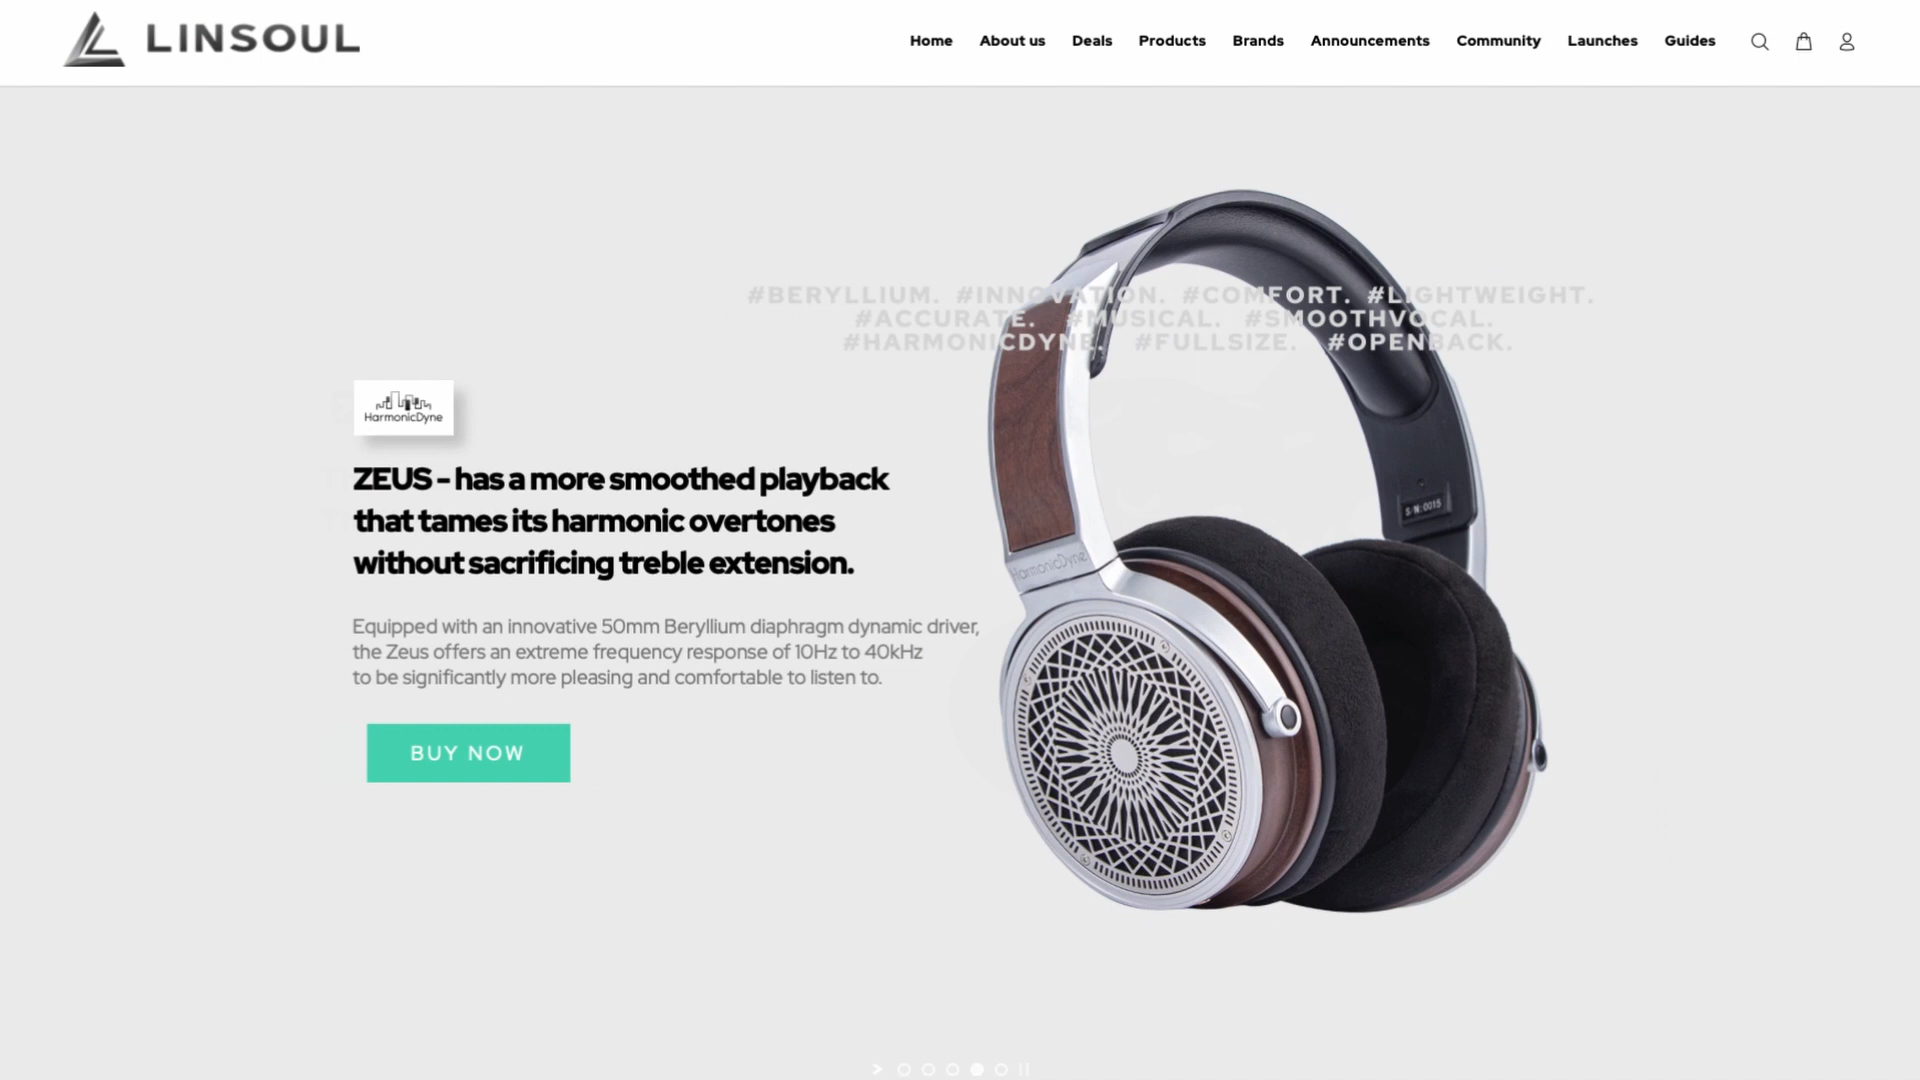 LINSOUL
Home About us Deals Products Brands Announcements Community Launches Guides
#BERYLLIUM. #INNOVATION. #COMFORT. #LIGHTWEIGHT.
#ACCURATE. #MUSICAL. #SMOOTHVOCAL.
#HARMONICDYNE. #FULLSIZE. #OPENBACK.
HarmonicDyne
ZEUS - has a more smoothed playback
that tames its harmonic overtones
without sacrificing treble extension.
Equipped with an innovative 50mm Beryllium diaphragm dynamic driver,
the Zeus offers an extreme frequency response of 10Hz to 40kHz
to be significantly more pleasing and comfortable to listen to.
BUY NOW
S/N:0015
HarmonicDyne